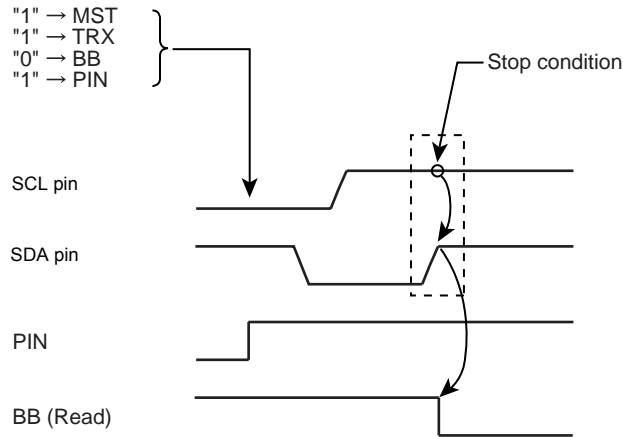 "1" → MST
"1" → TRX
"0" → BB
"1" → PIN
Stop condition
SCL pin
SDA pin
PIN
BB (Read)